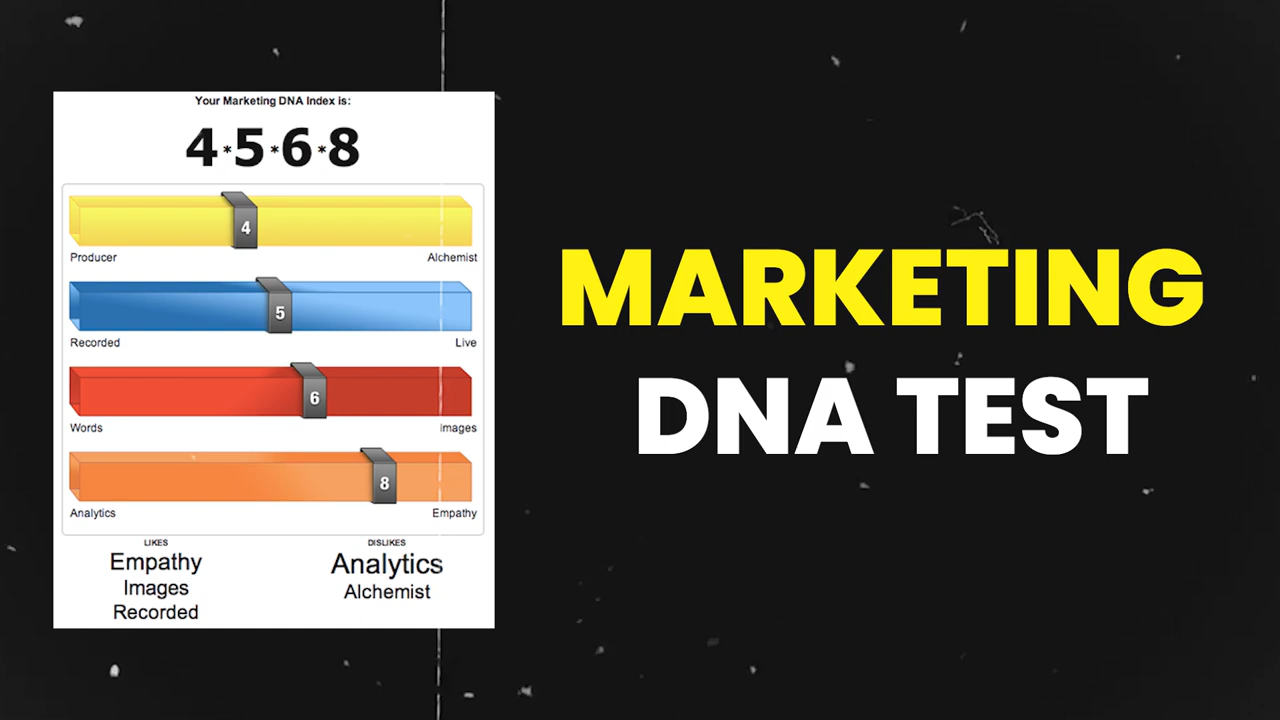 Your Marketing DNA Index is:
4*5*6*8
4
Producer Alchemist
5
Recorded Live
6
Words Images
8
Analytics Empathy
LIKES DISLIKES
Empathy Analytics
Images Alchemist
Recorded
MARKETING
DNA TEST